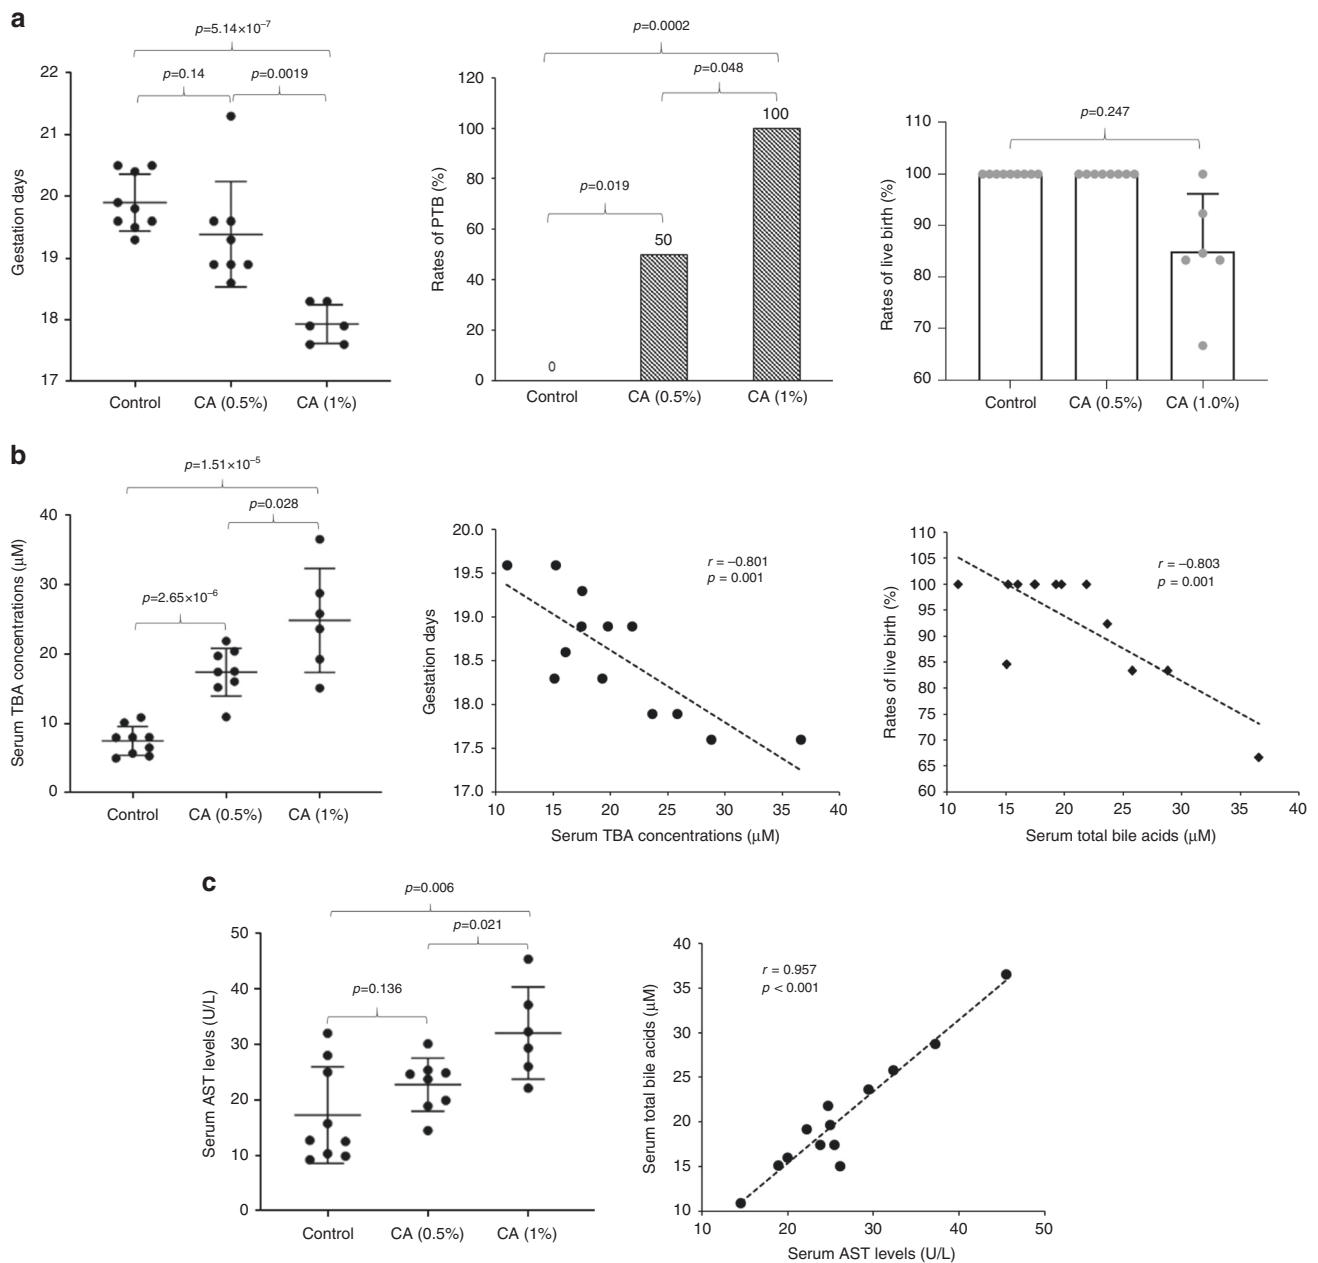 a
p=5.14×10⁻⁷
p=0.14
p=0.0019
22
21
20
19
18
17
Gestation days
Control
CA (0.5%)
CA (1%)
p=0.0002
p=0.048
p=0.019
120
100
80
60
40
20
0
Rates of PTB (%)
0
50
100
Control
CA (0.5%)
CA (1%)
p=0.247
110
100
90
80
70
60
Rates of live birth (%)
Control
CA (0.5%)
CA (1.0%)
b
p=1.51×10⁻⁵
p=0.028
p=2.65×10⁻⁶
40
30
20
10
0
Serum TBA concentrations (μM)
Control
CA (0.5%)
CA (1%)
20.0
19.5
19.0
18.5
18.0
17.5
17.0
Gestation days
r = –0.801
p = 0.001
10
15
20
25
30
35
40
Serum TBA concentrations (μM)
110
105
100
95
90
85
80
75
70
65
60
Rates of live birth (%)
r = –0.803
p = 0.001
10
15
20
25
30
35
40
Serum total bile acids (μM)
c
p=0.006
p=0.021
p=0.136
50
40
30
20
10
0
Serum AST levels (U/L)
Control
CA (0.5%)
CA (1%)
40
35
30
25
20
15
10
Serum total bile acids (μM)
r = 0.957
p < 0.001
10
20
30
40
50
Serum AST levels (U/L)